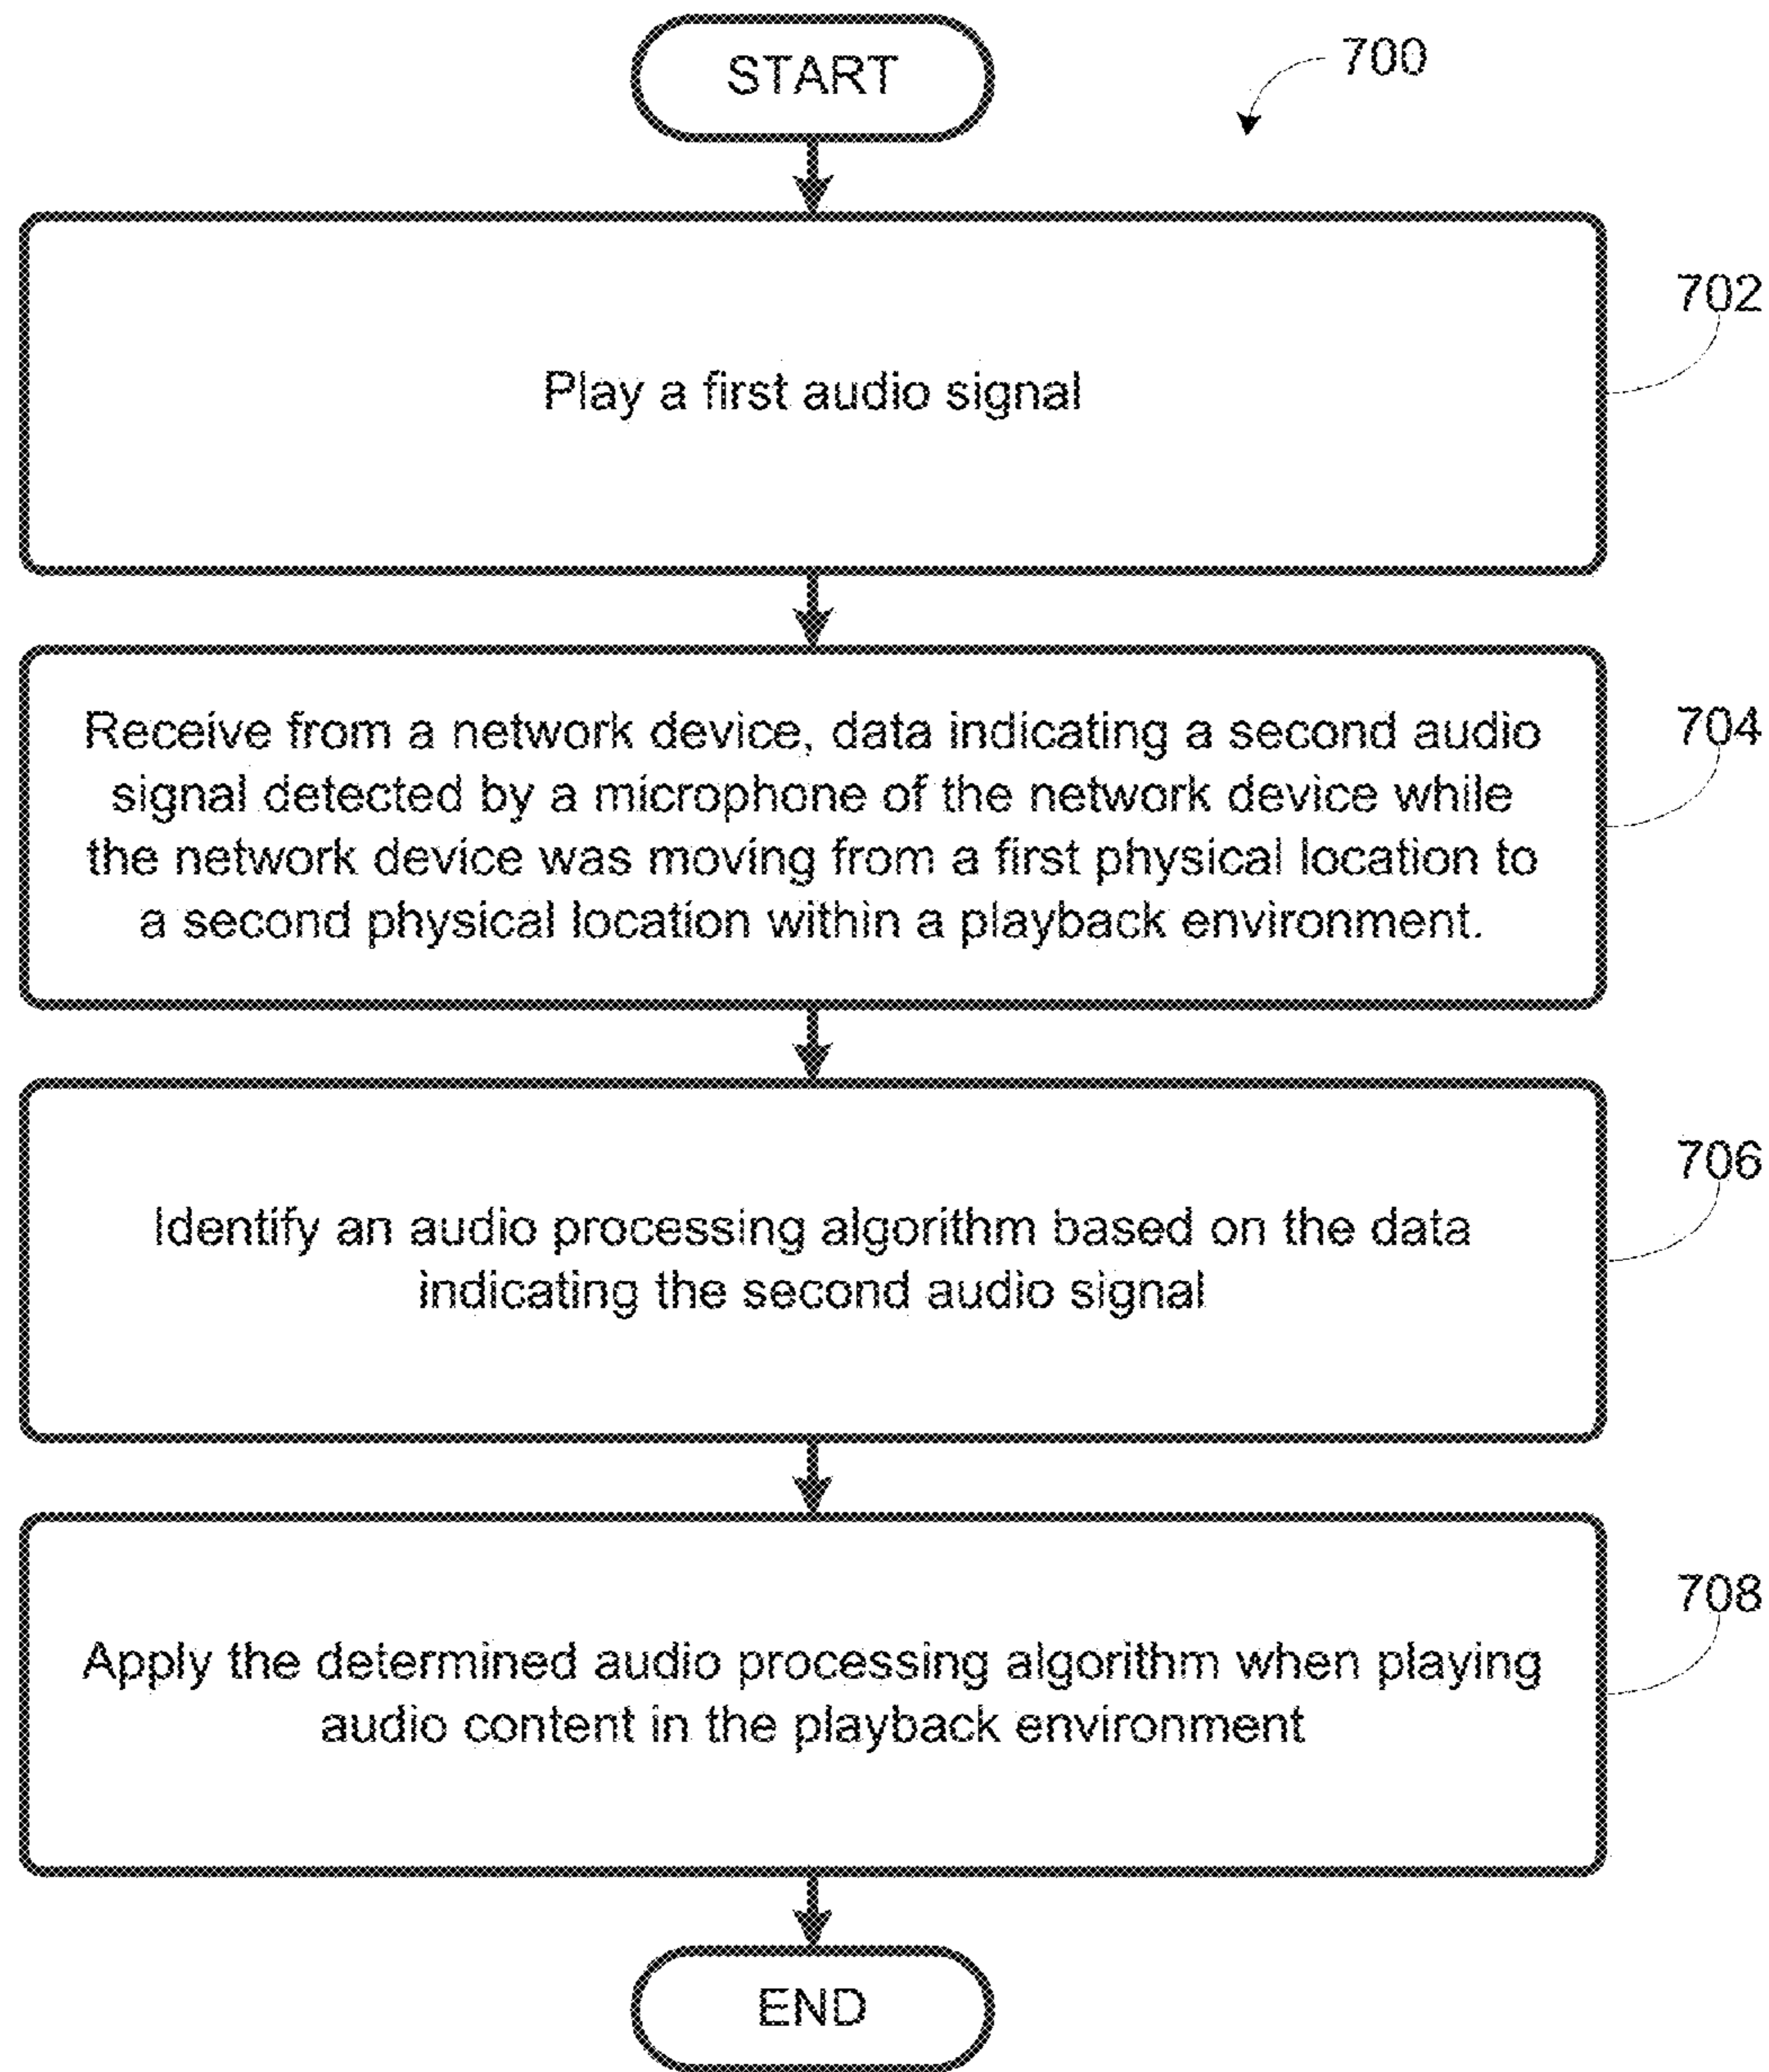 START
700
702
Play a first audio signal
704
Receive from a network device, data indicating a second audio
signal detected by a microphone of the network device while
the network device was moving from a first physical location to
a second physical location within a playback environment.
706
Identify an audio processing algorithm based on the data
indicating the second audio signal
708
Apply the determined audio processing algorithm when playing
audio content in the playback environment
END